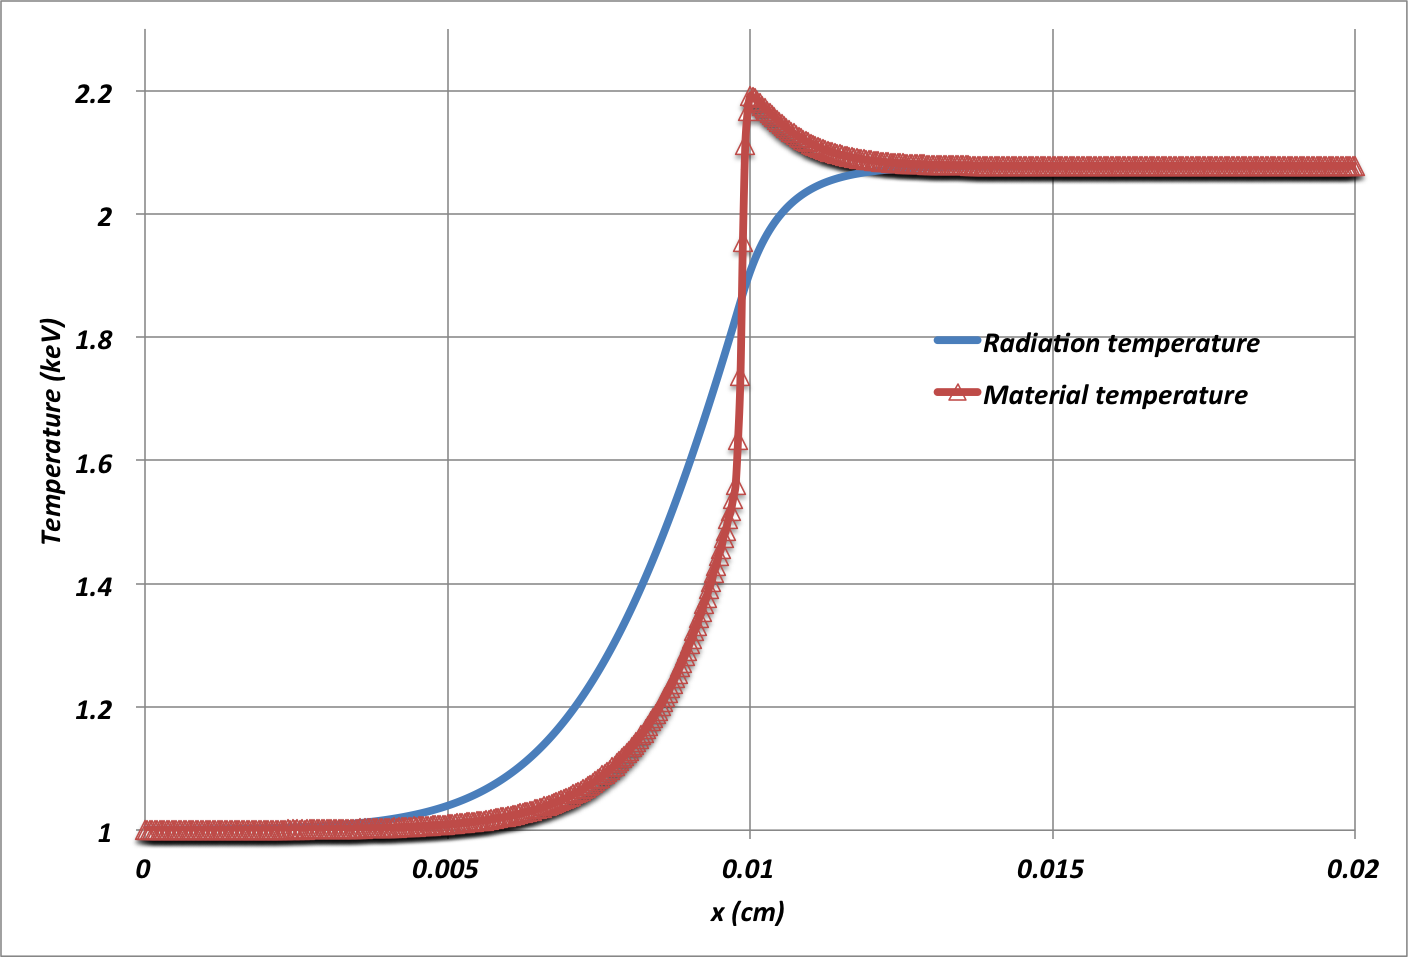 2.2
2
1.8
1.6
1.4
1.2
1
Temperature (keV)
Radiation temperature
Material temperature
0 0.005 0.01 0.015 0.02
x (cm)